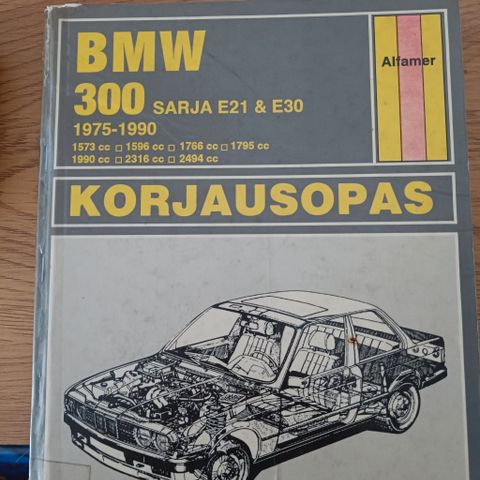 BMW
Alfamer
300 SARJA E21 & E30
1975-1990
1573 cc □ 1596 cc □ 1766 cc □ 1795 cc
1990 cc □ 2316 cc □ 2494 cc
KORJAUSOPAS